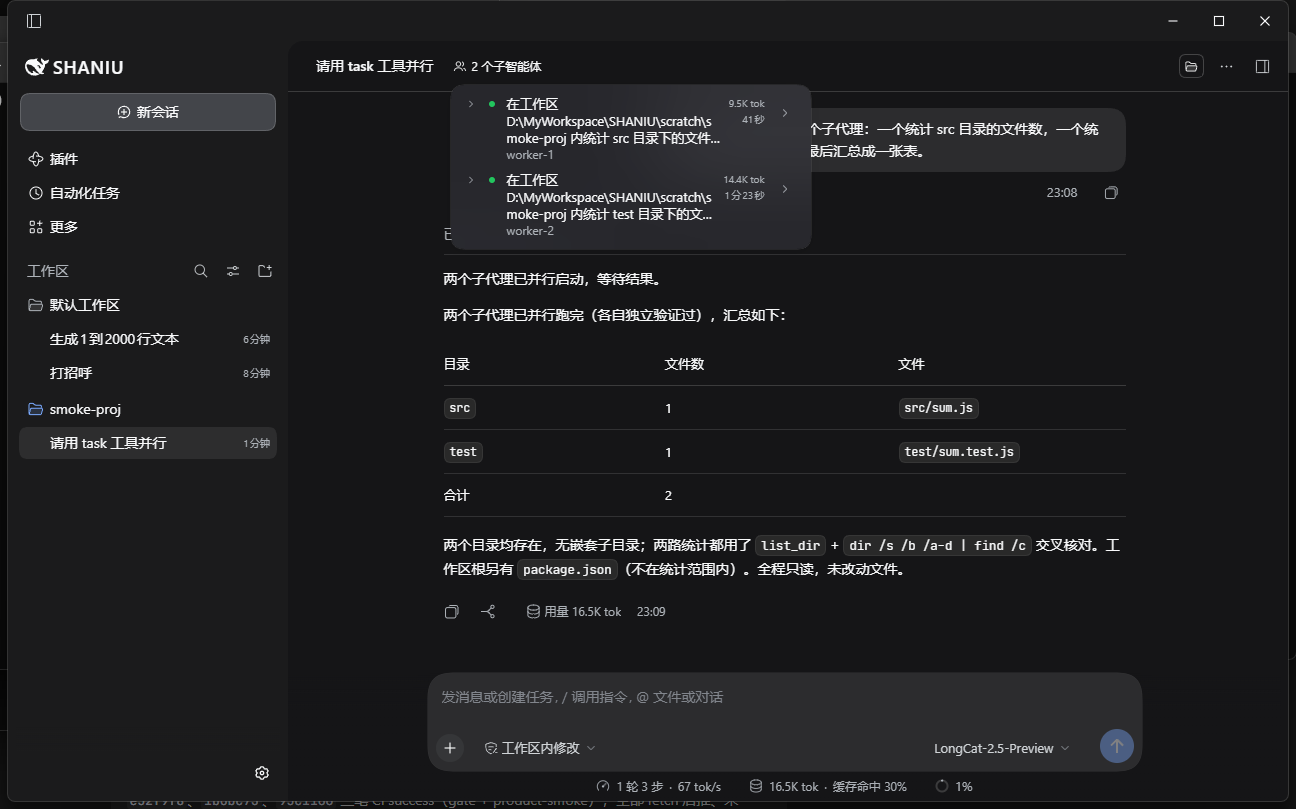 SHANIU
新会话
插件
自动化任务
更多
工作区
默认工作区
生成1到2000行文本 6分钟
打招呼 8分钟
smoke-proj
请用 task 工具并行 1分钟
请用 task 工具并行 2 个子智能体
在工作区 9.5K tok
D:\MyWorkspace\SHANIU\scratch\s 41秒
moke-proj 内统计 src 目录下的文件...
worker-1
在工作区 14.4K tok
D:\MyWorkspace\SHANIU\scratch\s 1分23秒
moke-proj 内统计 test 目录下的文...
worker-2
个子代理：一个统计 src 目录的文件数，一个统
最后汇总成一张表。
23:08
两个子代理已并行启动，等待结果。
两个子代理已并行跑完（各自独立验证过），汇总如下：
目录 文件数 文件
src 1 src/sum.js
test 1 test/sum.test.js
合计 2
两个目录均存在，无嵌套子目录；两路统计都用了 list_dir + dir /s /b /a-d | find /c 交叉核对。工
作区根另有 package.json（不在统计范围内）。全程只读，未改动文件。
用量 16.5K tok 23:09
发消息或创建任务, / 调用指令, @ 文件或对话
工作区内修改 LongCat-2.5-Preview
1 轮 3 步 · 67 tok/s 16.5K tok · 缓存命中 30% 1%